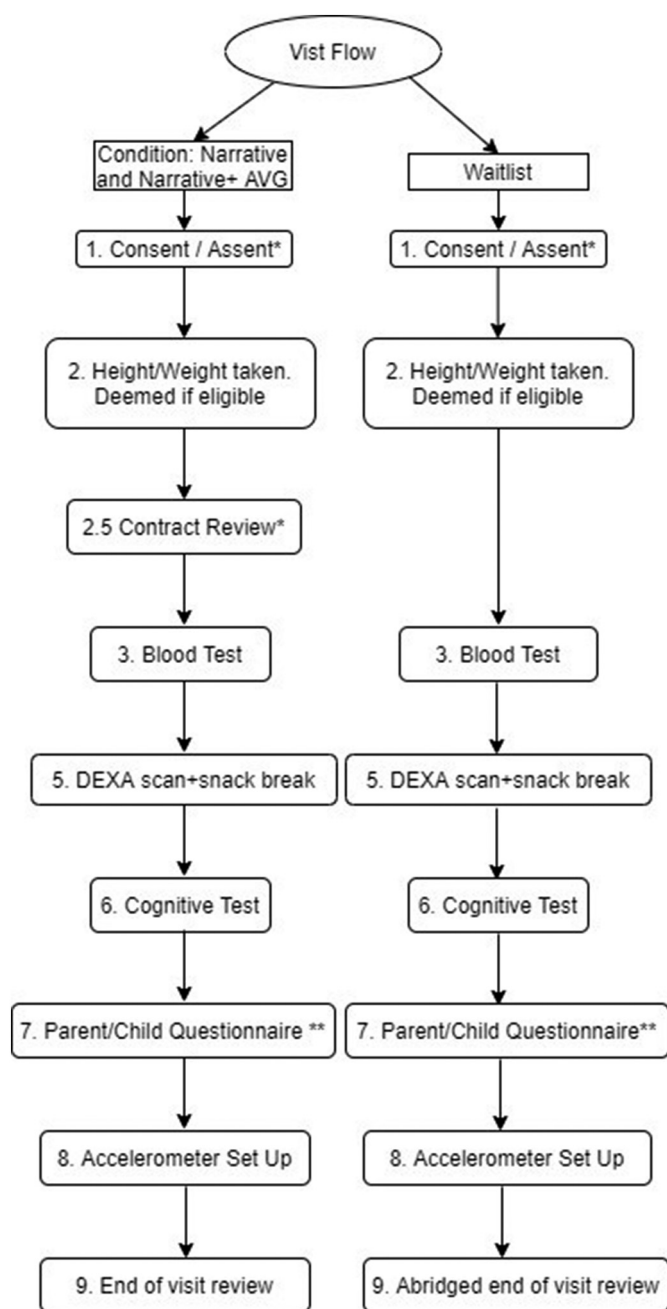 Vist Flow
Condition: Narrative
and Narrative+ AVG
1. Consent / Assent*
2. Height/Weight taken.
Deemed if eligible
2.5 Contract Review*
3. Blood Test
5. DEXA scan+snack break
6. Cognitive Test
7. Parent/Child Questionnaire **
8. Accelerometer Set Up
9. End of visit review
Waitlist
1. Consent / Assent*
2. Height/Weight taken.
Deemed if eligible
3. Blood Test
5. DEXA scan+snack break
6. Cognitive Test
7. Parent/Child Questionnaire**
8. Accelerometer Set Up
9. Abridged end of visit review